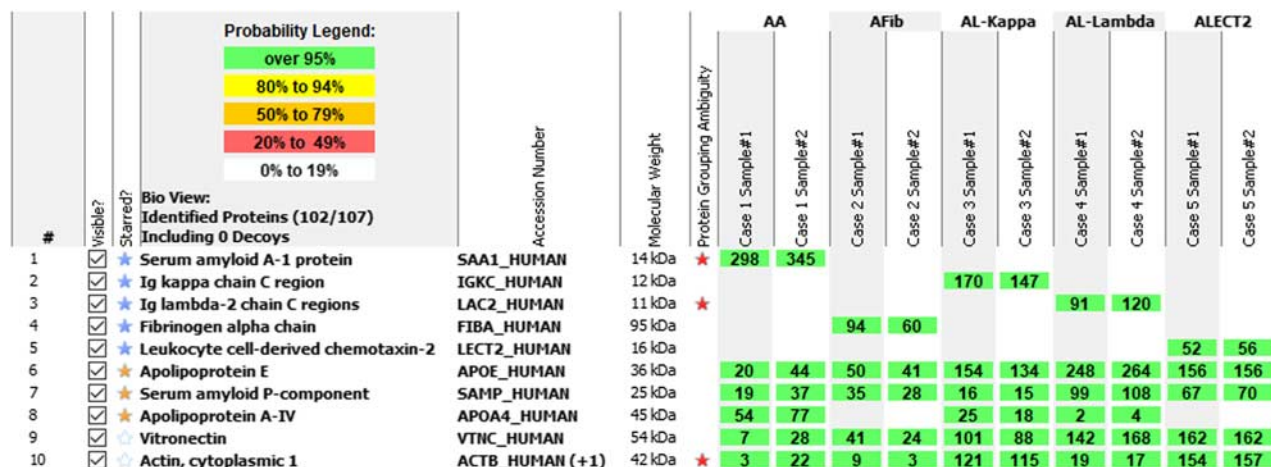 Probability Legend:
over 95%
80% to 94%
50% to 79%
20% to 49%
0% to 19%
Bio View:
Identified Proteins (102/107)
Including 0 Decoys
# Visible? Starred? Accession Number Molecular Weight Protein Grouping Ambiguity
AA AFib AL-Kappa AL-Lambda ALECT2
Case 1 Sample#1 Case 1 Sample#2 Case 2 Sample#1 Case 2 Sample#2 Case 3 Sample#1 Case 3 Sample#2 Case 4 Sample#1 Case 4 Sample#2 Case 5 Sample#1 Case 5 Sample#2
1 Serum amyloid A-1 protein SAA1_HUMAN 14 kDa 298 345
2 Ig kappa chain C region IGKC_HUMAN 12 kDa 170 147
3 Ig lambda-2 chain C regions LAC2_HUMAN 11 kDa 91 120
4 Fibrinogen alpha chain FIBA_HUMAN 95 kDa 94 60
5 Leukocyte cell-derived chemotaxin-2 LECT2_HUMAN 16 kDa 52 56
6 Apolipoprotein E APOE_HUMAN 36 kDa 20 44 50 41 154 134 248 264 156 156
7 Serum amyloid P-component SAMP_HUMAN 25 kDa 19 37 35 28 16 15 99 108 67 70
8 Apolipoprotein A-IV APOA4_HUMAN 45 kDa 54 77 25 18 2 4
9 Vitronectin VTNC_HUMAN 54 kDa 7 28 41 24 101 88 142 168 162 162
10 Actin, cytoplasmic 1 ACTB_HUMAN (+1) 42 kDa 3 22 9 3 121 115 19 17 154 157